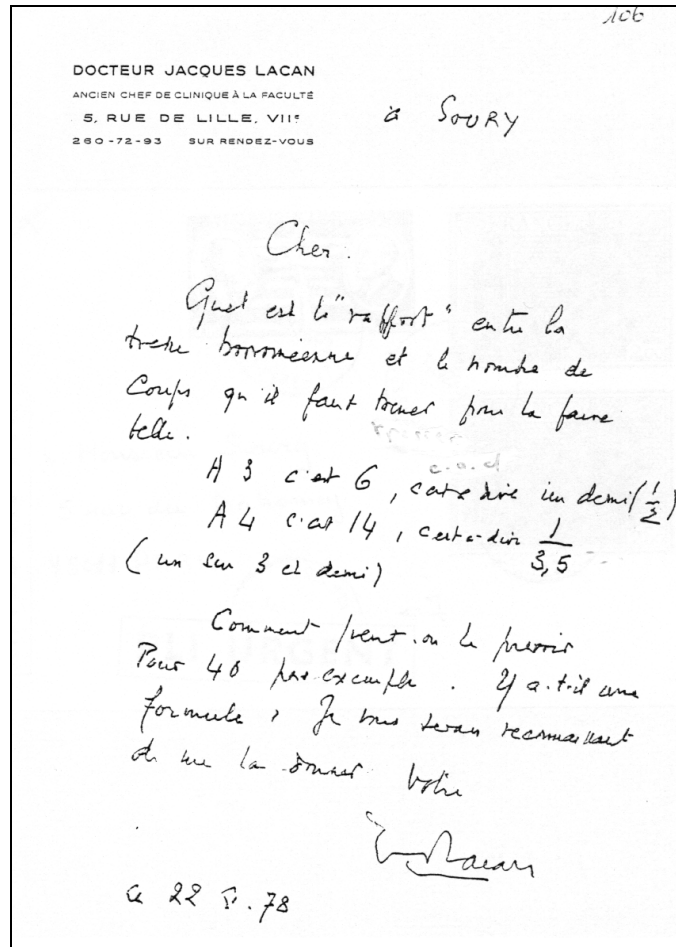 106
DOCTEUR JACQUES LACAN
ANCIEN CHEF DE CLINIQUE À LA FACULTÉ
5, RUE DE LILLE, VIIe
260-72-93 SUR RENDEZ-VOUS
à SOURY
Cher.
Quel est le "rapport" entre la
tresse borroméenne et le nombre de
coups qu'il faut tresser pour la faire
telle.
c.a.d
A 3 c'est 6, c'est à dire un demi (1/2)
A 4 c'est 14, c'est-à-dire 1/3,5
(un sur 3 et demi)
Comment peut-on le prévoir
Pour 40 par exemple. Y a-t-il une
formule, Je vous serais reconnaissant
de me la donner Votre
J Lacan
ce 22 V.78